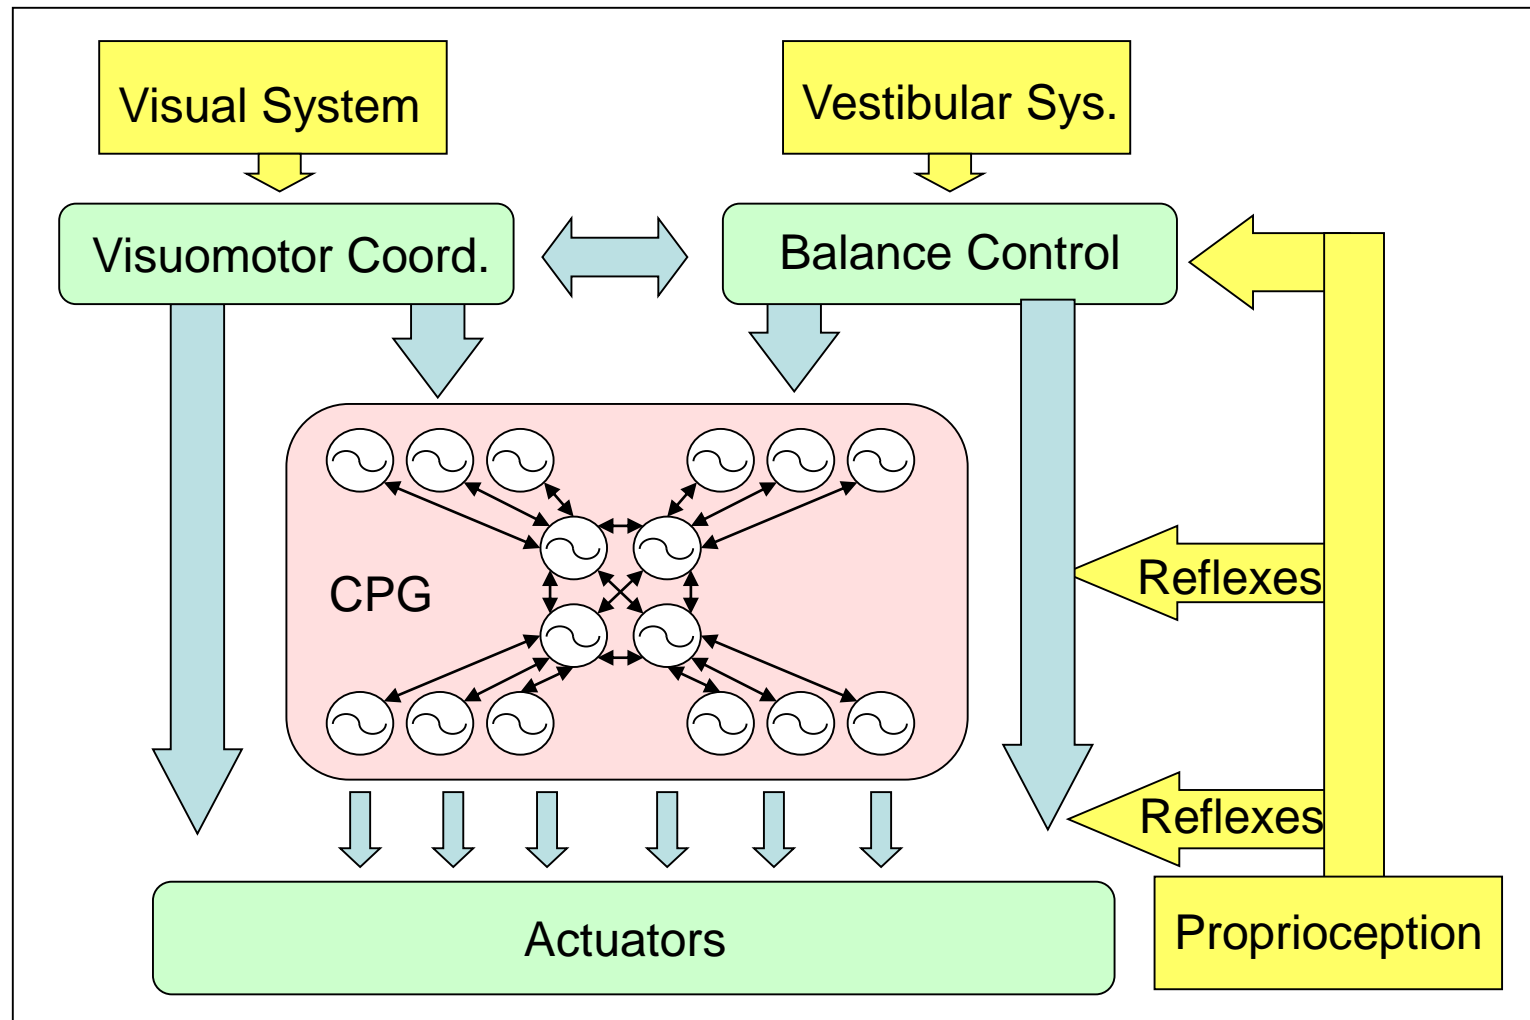 Visual System
Vestibular Sys.
Visuomotor Coord.
Balance Control
CPG
Reflexes
Reflexes
Actuators
Proprioception